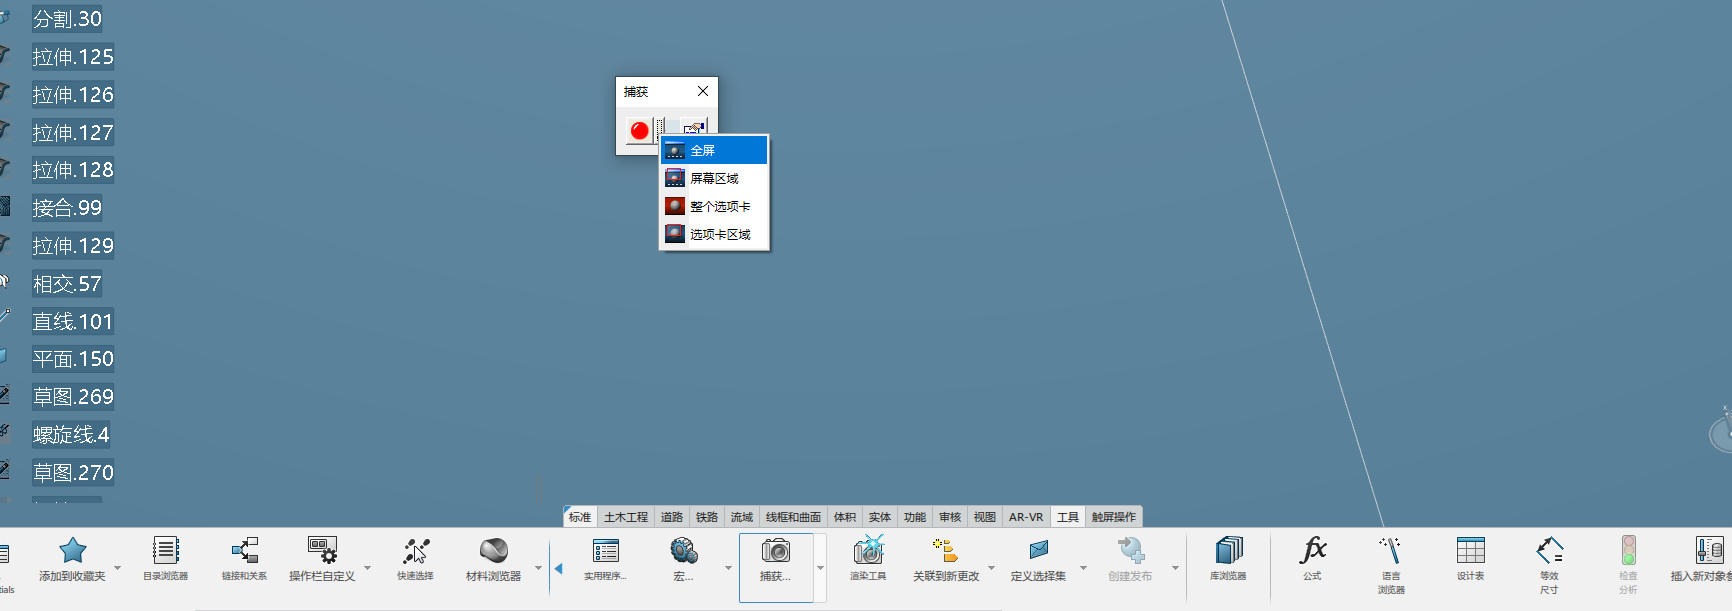 分割.30
拉伸.125
拉伸.126
拉伸.127
拉伸.128
接合.99
拉伸.129
相交.57
直线.101
平面.150
草图.269
螺旋线.4
草图.270
捕获
全屏
屏幕区域
整个选项卡
选项卡区域
标准 土木工程 道路 铁路 流域 线框和曲面 体积 实体 功能 审核 视图 AR-VR 工具 触屏操作
添加到收藏夹 目录浏览器 链接和关系 操作栏自定义 快速选择 材料浏览器 实用程序... 宏... 捕获... 渲染工具 关联到新更改 定义选择集 创建发布 库浏览器 公式 语言 设计表 等效 检查 插入新对象
tials 浏览器 尺寸 分析